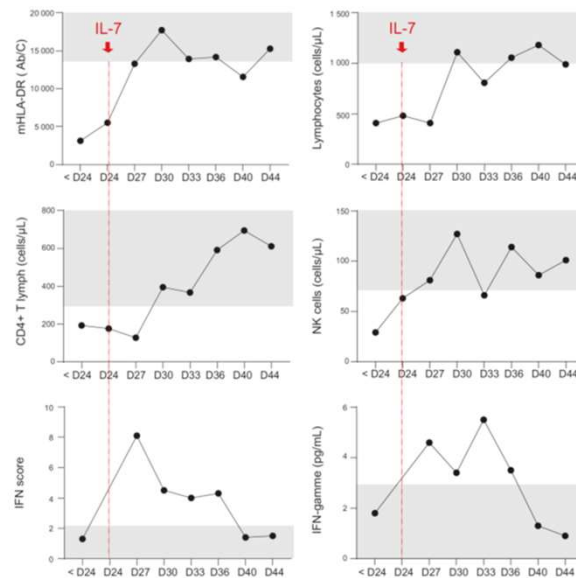 IL-7
mHLA-DR ( Ab/C)
20 000
15 000
10 000
5 000
0
< D24 D24 D27 D30 D33 D36 D40 D44
IL-7
Lymphocytes (cells/µL)
1 500
1 000
500
0
< D24 D24 D27 D30 D33 D36 D40 D44
CD4+ T lymph (cells/µL)
800
600
400
200
0
< D24 D24 D27 D30 D33 D36 D40 D44
NK cells (cells/µL)
150
100
50
0
< D24 D24 D27 D30 D33 D36 D40 D44
IFN score
10
8
6
4
2
0
< D24 D24 D27 D30 D33 D36 D40 D44
IFN-gamme (pg/mL)
6
4
2
0
< D24 D24 D27 D30 D33 D36 D40 D44